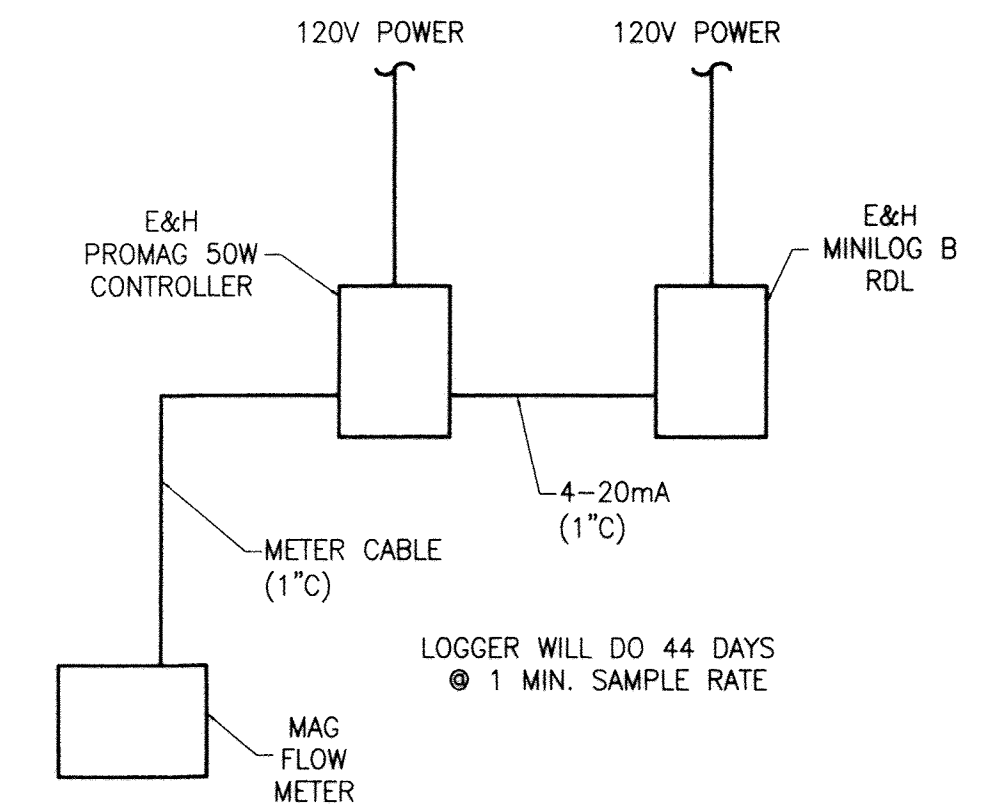 120V POWER
120V POWER
E&H
PROMAG 50W
CONTROLLER
E&H
MINILOG B
RDL
4-20mA
(1"C)
METER CABLE
(1"C)
LOGGER WILL DO 44 DAYS
@ 1 MIN. SAMPLE RATE
MAG
FLOW
METER